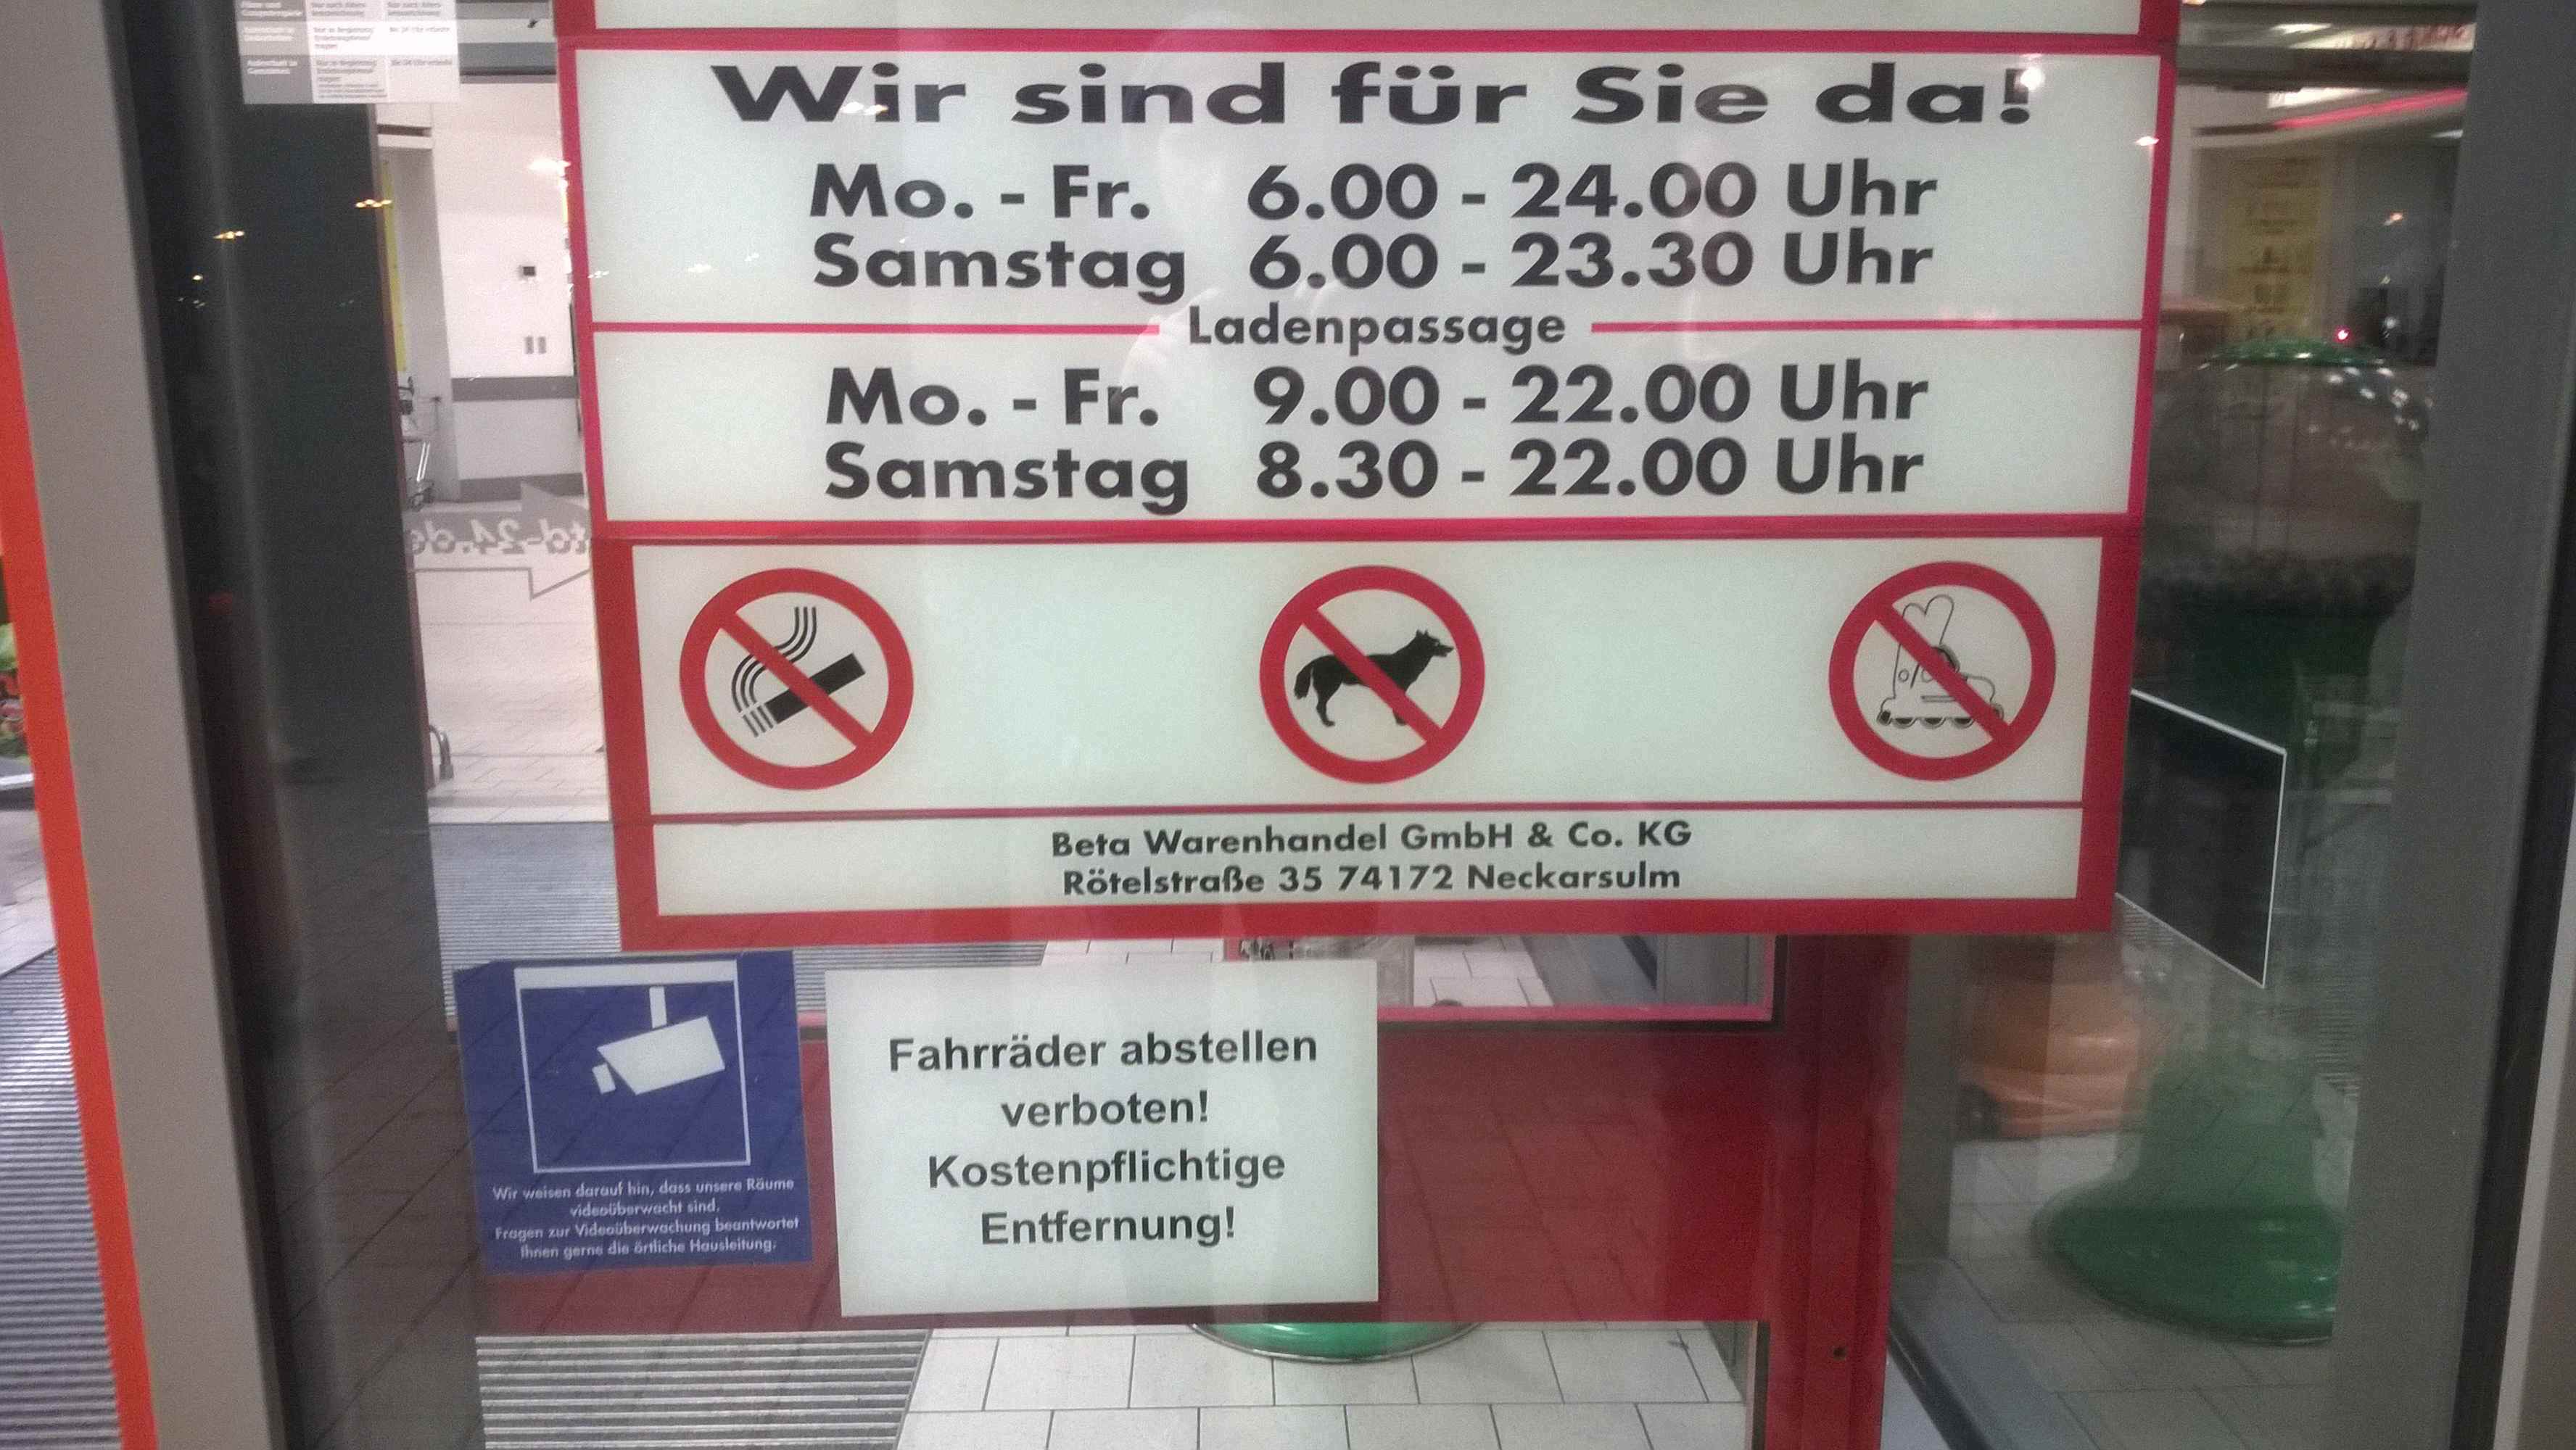 Wir sind für Sie da!
Mo. - Fr. 6.00 - 24.00 Uhr
Samstag 6.00 - 23.30 Uhr
Ladenpassage
Mo. - Fr. 9.00 - 22.00 Uhr
Samstag 8.30 - 22.00 Uhr
Beta Warenhandel GmbH & Co. KG
Rötelstraße 35 74172 Neckarsulm
Wir weisen darauf hin, dass unsere Räume
videoüberwacht sind.
Fragen zur Videoüberwachung beantwortet
Ihnen gerne die örtliche Hausleitung.
Fahrräder abstellen
verboten!
Kostenpflichtige
Entfernung!